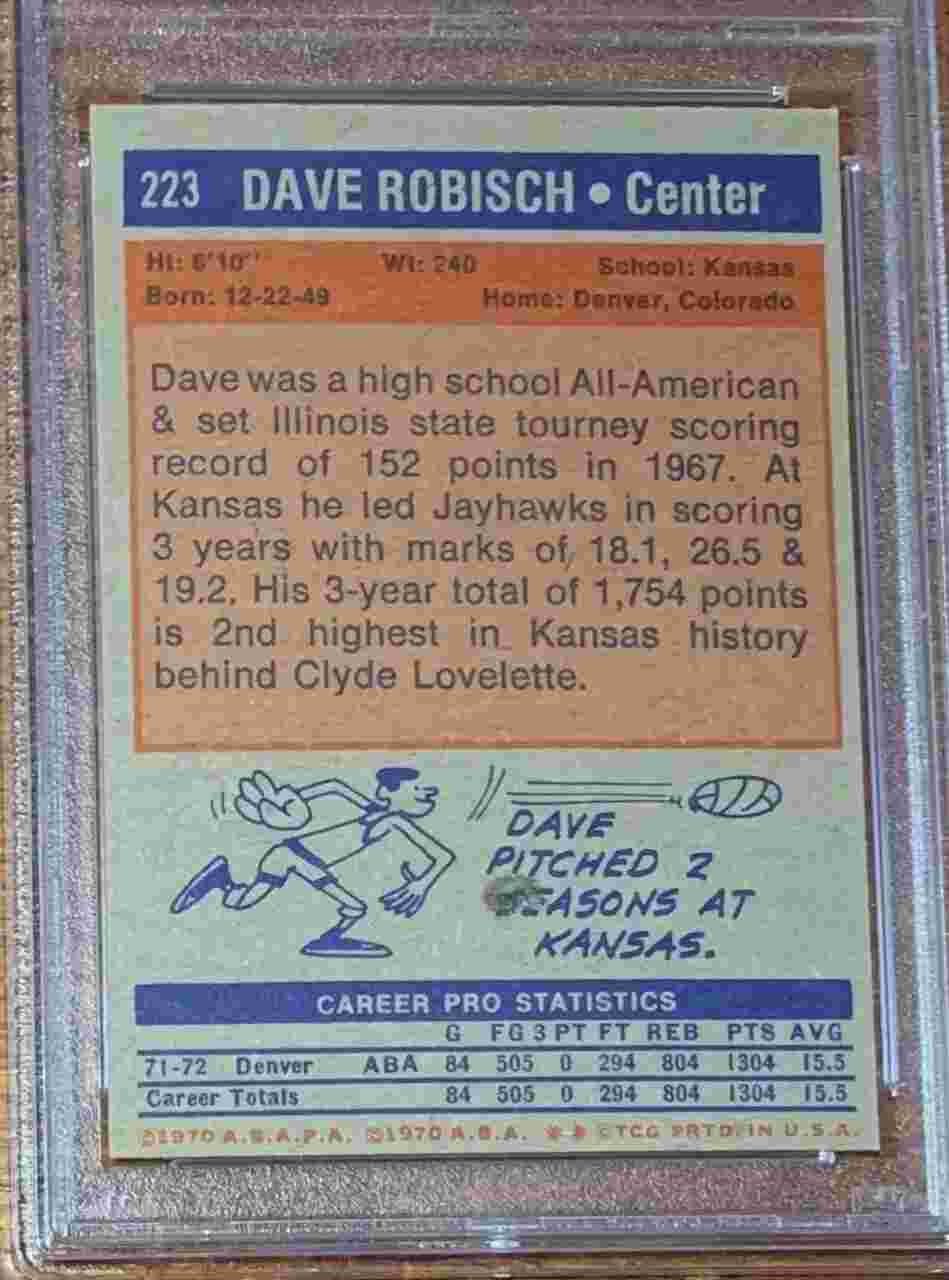 223 DAVE ROBISCH • Center
Ht: 6'10" Wt: 240 School: Kansas
Born: 12-22-49 Home: Denver, Colorado
Dave was a high school All-American
& set Illinois state tourney scoring
record of 152 points in 1967. At
Kansas he led Jayhawks in scoring
3 years with marks of 18.1, 26.5 &
19.2. His 3-year total of 1,754 points
is 2nd highest in Kansas history
behind Clyde Lovelette.
DAVE
PITCHED 2
SEASONS AT
KANSAS.
CAREER PRO STATISTICS
G FG 3PT FT REB PTS AVG
71-72 Denver ABA 84 505 0 294 804 1304 15.5
Career Totals 84 505 0 294 804 1304 15.5
©1970 A.B.A.P.A. ©1970 A.B.A. ** ©TCG PRTD. IN U.S.A.